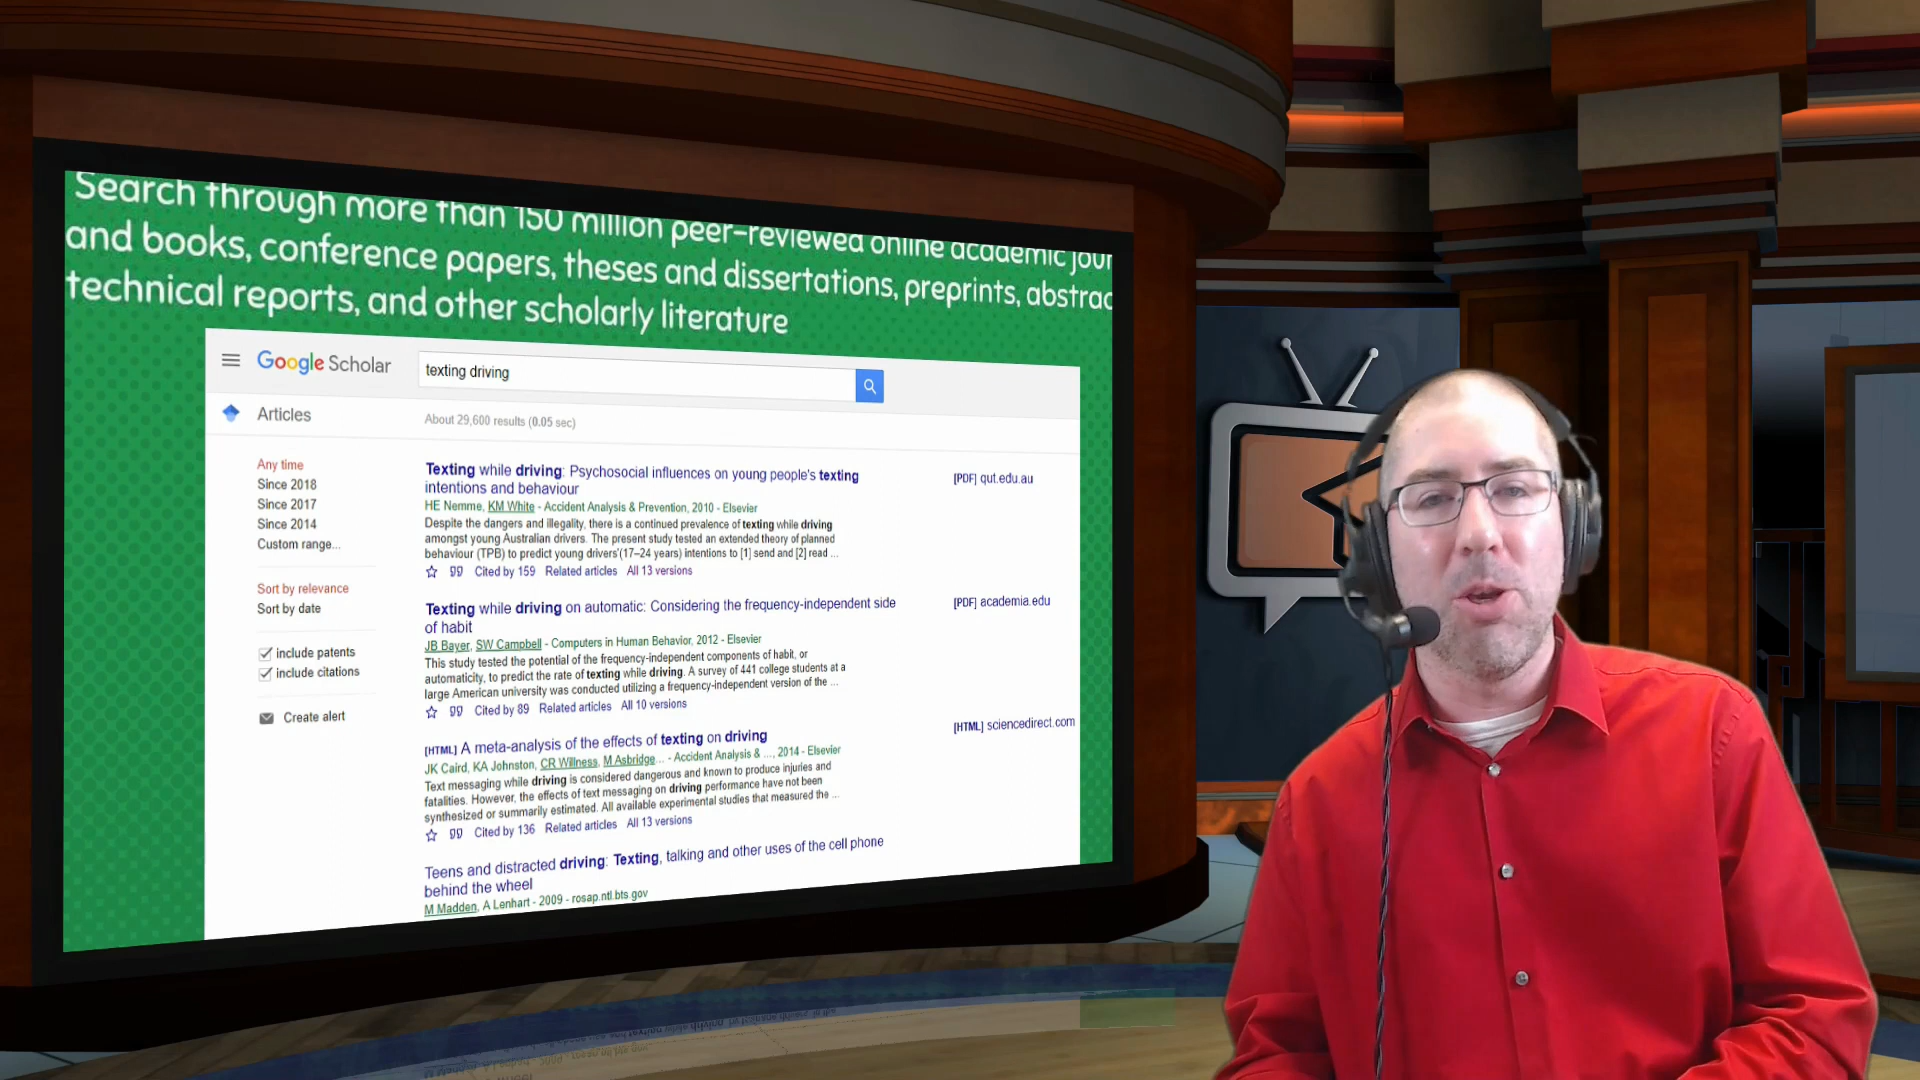 Search through more than 150 million peer-reviewed online academic jour
and books, conference papers, theses and dissertations, preprints, abstrac
technical reports, and other scholarly literature
Google Scholar
texting driving
Articles
About 29,600 results (0.05 sec)
Any time
Since 2018
Since 2017
Since 2014
Custom range...
Sort by relevance
Sort by date
include patents
include citations
Create alert
Texting while driving: Psychosocial influences on young people's texting
intentions and behaviour
HE Nemme, KM White - Accident Analysis & Prevention, 2010 - Elsevier
Despite the dangers and illegality, there is a continued prevalence of texting while driving
amongst young Australian drivers. The present study tested an extended theory of planned
behaviour (TPB) to predict young drivers'(17–24 years) intentions to [1] send and [2] read ...
Cited by 159 Related articles All 13 versions
[PDF] qut.edu.au
Texting while driving on automatic: Considering the frequency-independent side
of habit
JB Bayer, SW Campbell - Computers in Human Behavior, 2012 - Elsevier
This study tested the potential of the frequency-independent components of habit, or
automaticity, to predict the rate of texting while driving. A survey of 441 college students at a
large American university was conducted utilizing a frequency-independent version of the ...
Cited by 89 Related articles All 10 versions
[PDF] academia.edu
[HTML] A meta-analysis of the effects of texting on driving
JK Caird, KA Johnston, CR Willness, M Asbridge... - Accident Analysis & ..., 2014 - Elsevier
Text messaging while driving is considered dangerous and known to produce injuries and
fatalities. However, the effects of text messaging on driving performance have not been
synthesized or summarily estimated. All available experimental studies that measured the ...
Cited by 136 Related articles All 13 versions
[HTML] sciencedirect.com
Teens and distracted driving: Texting, talking and other uses of the cell phone
behind the wheel
M Madden, A Lenhart - 2009 - rosap.ntl.bts.gov